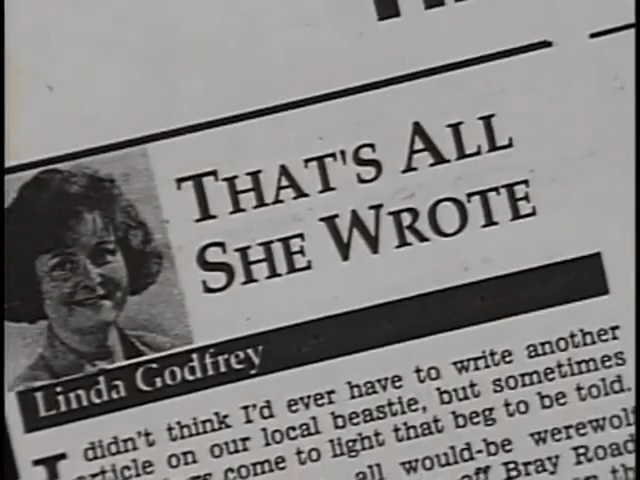 THAT'S ALL
SHE WROTE
Linda Godfrey
I didn't think I'd ever have to write another
article on our local beastie, but sometimes
come to light that beg to be told.
all would-be werewol
off Bray Road